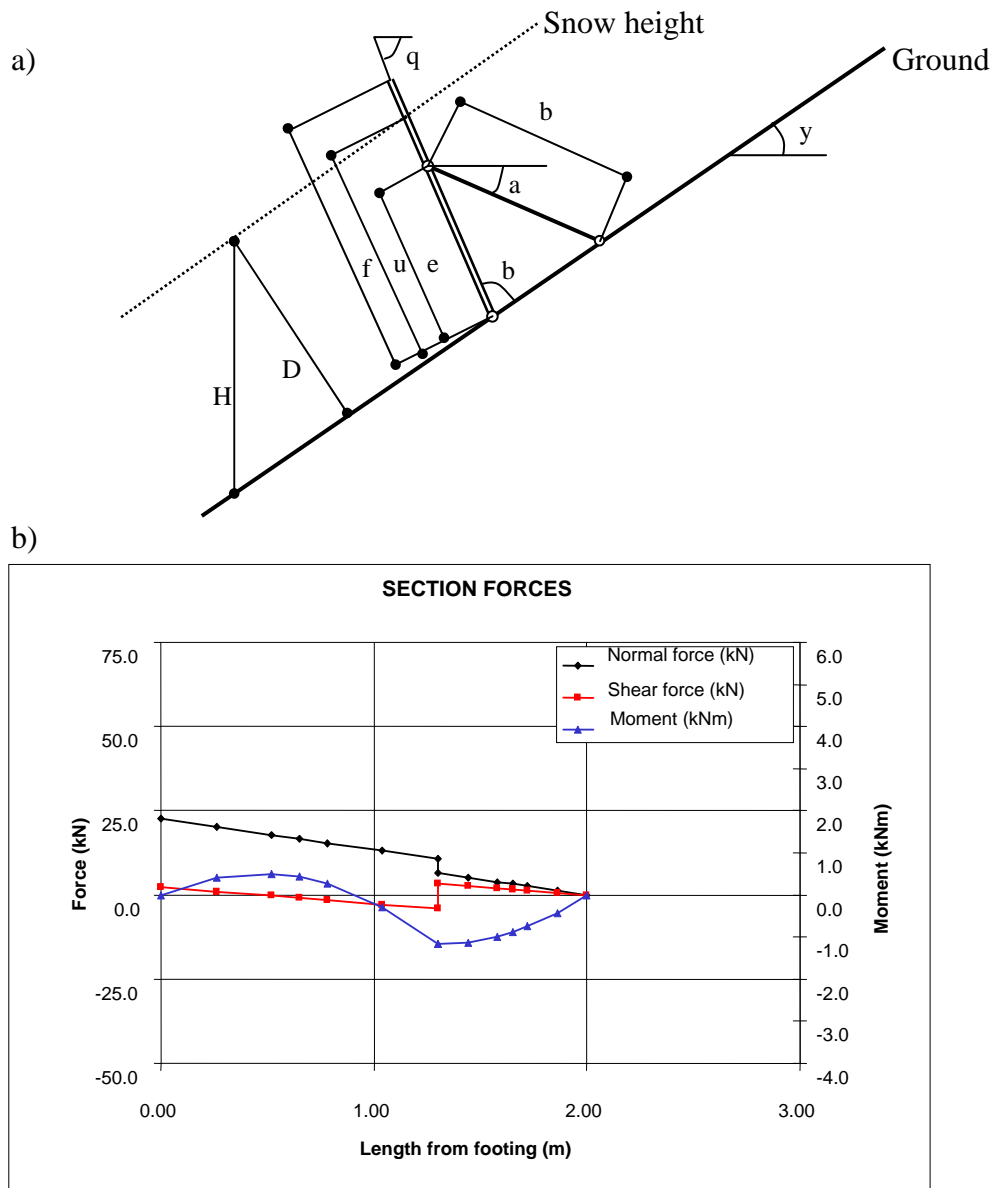 a)
Snow height
Ground
q
b
y
a
f
u
e
b
D
H
b)
SECTION FORCES
75.0
50.0
25.0
0.0
-25.0
-50.0
Force (kN)
Normal force (kN)
Shear force (kN)
Moment (kNm)
6.0
5.0
4.0
3.0
2.0
1.0
0.0
-1.0
-2.0
-3.0
-4.0
Moment (kNm)
0.00
1.00
2.00
3.00
Length from footing (m)